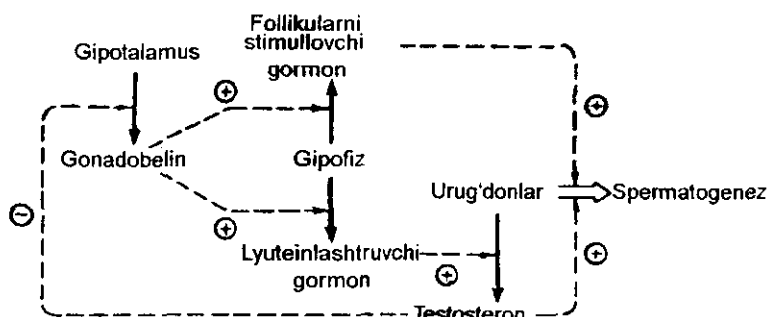 Follikularni
stimullovchi
gormon
Gipotalamus
+
+
Gonadobelin
Gipofiz
Urug'donlar
Spermatogenez
−
+
Lyuteinlashtruvchi
gormon
+
+
Testosteron